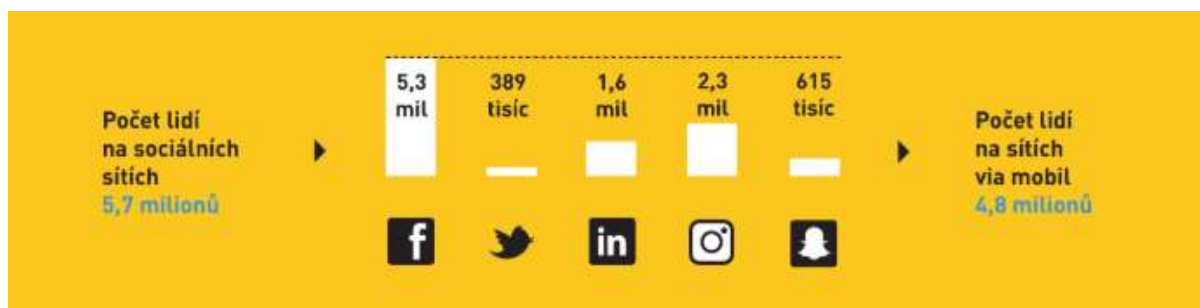 Počet lidí
na sociálních
sítích
5,7 milionů
5,3
mil
389
tisíc
1,6
mil
2,3
mil
615
tisíc
f
in
Počet lidí
na sítích
via mobil
4,8 milionů